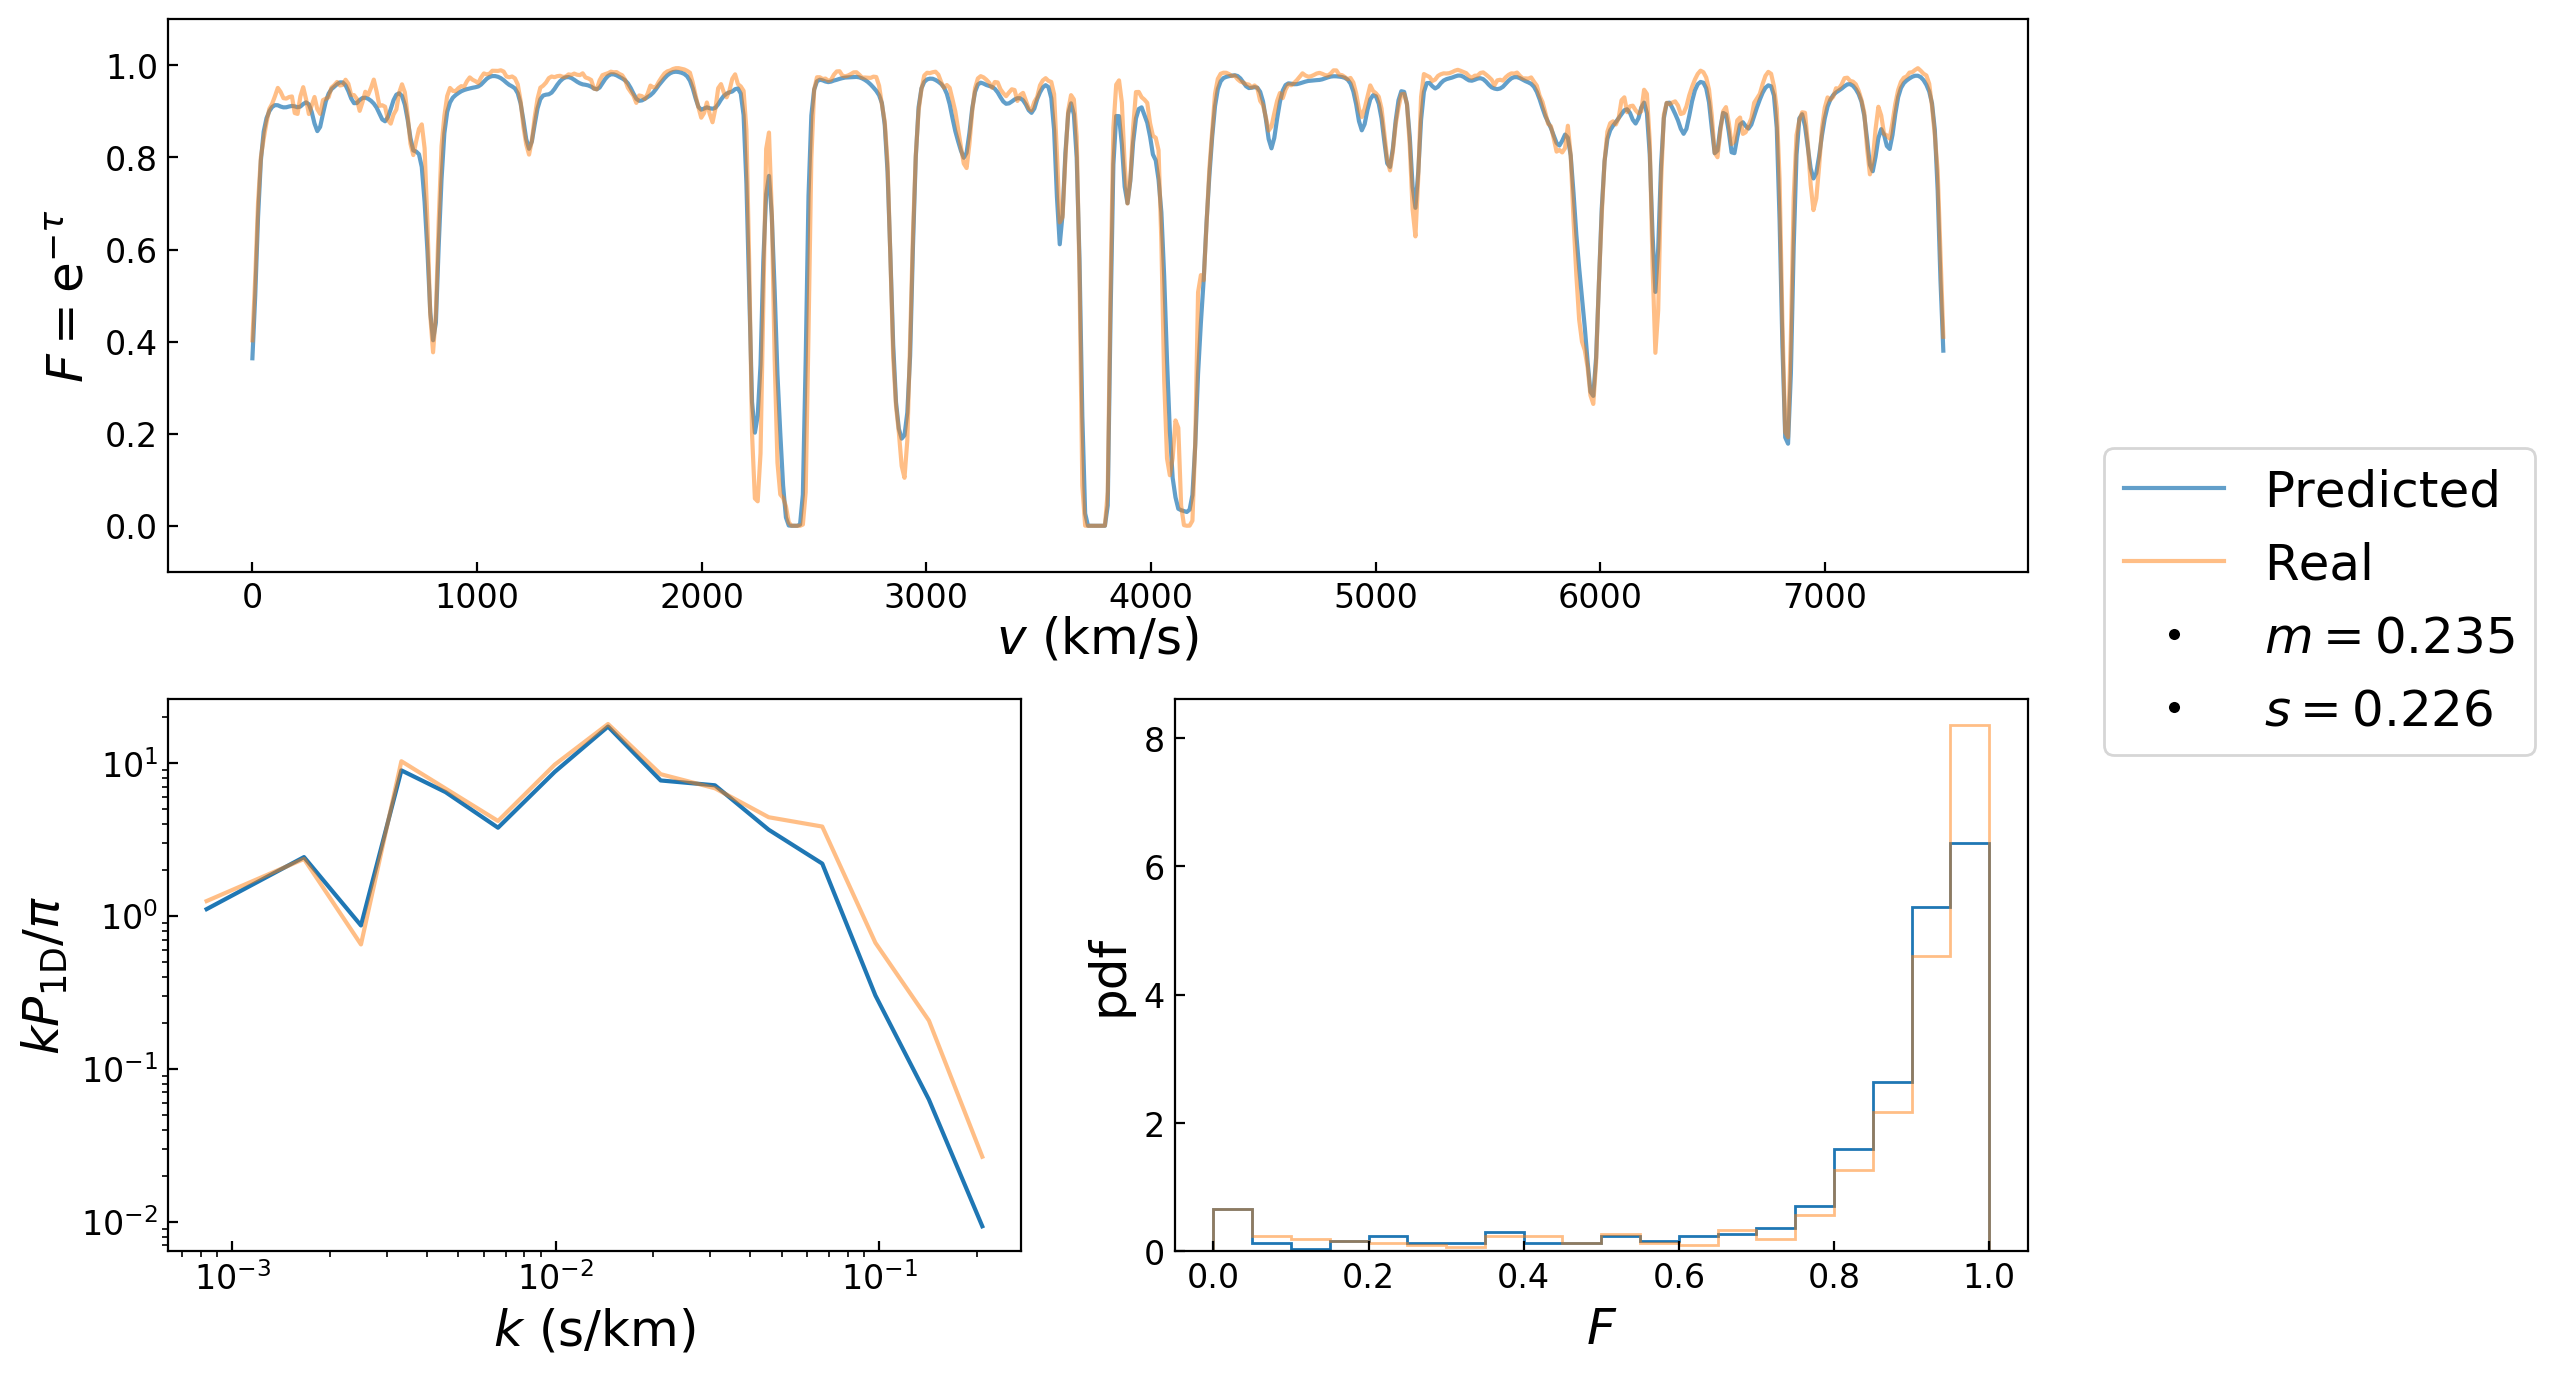 1.0
0.8
0.6
0.4
0.2
0.0
F = e^{−τ}
0 1000 2000 3000 4000 5000 6000 7000
v (km/s)
Predicted
Real
m = 0.235
s = 0.226
10^1
10^0
10^{−1}
10^{−2}
kP_{1D}/π
10^{−3} 10^{−2} 10^{−1}
k (s/km)
8
6
4
2
0
pdf
0.0 0.2 0.4 0.6 0.8 1.0
F